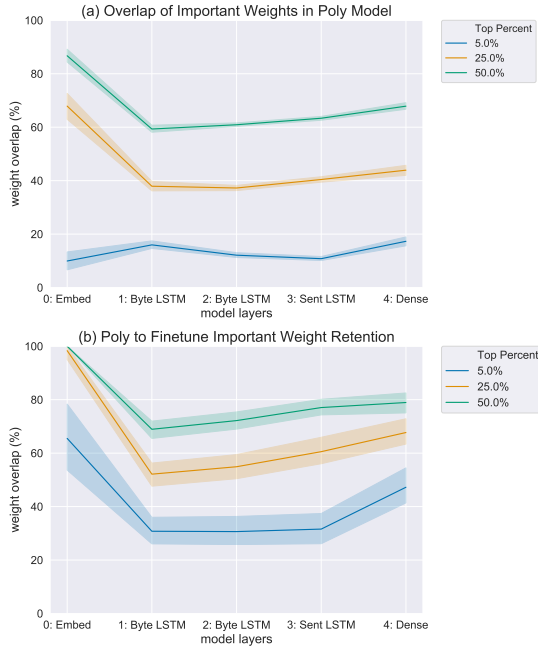 (a) Overlap of Important Weights in Poly Model
Top Percent
5.0%
25.0%
50.0%
weight overlap (%)
100
80
60
40
20
0
0: Embed 1: Byte LSTM 2: Byte LSTM 3: Sent LSTM 4: Dense
model layers
(b) Poly to Finetune Important Weight Retention
Top Percent
5.0%
25.0%
50.0%
weight overlap (%)
100
80
60
40
20
0
0: Embed 1: Byte LSTM 2: Byte LSTM 3: Sent LSTM 4: Dense
model layers